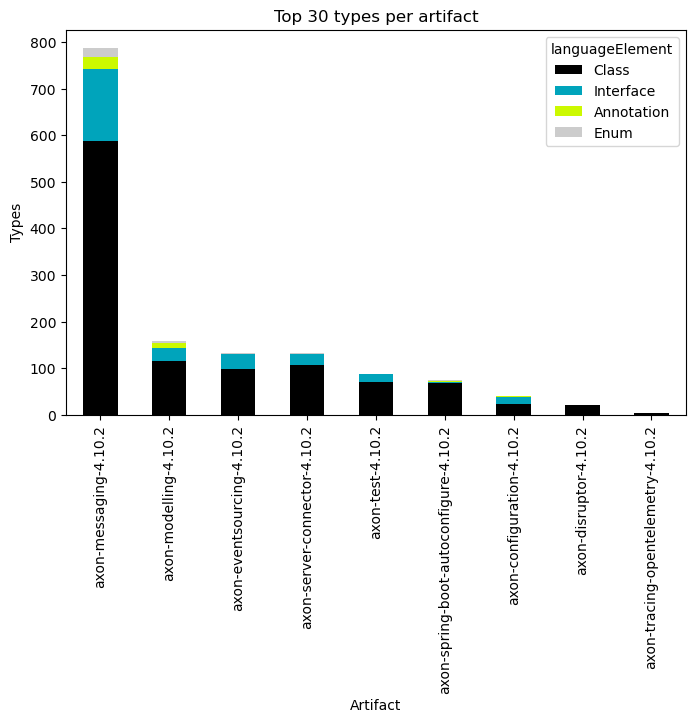 Top 30 types per artifact
languageElement
Class
Interface
Annotation
Enum
Types
800
700
600
500
400
300
200
100
0
axon-messaging-4.10.2
axon-modelling-4.10.2
axon-eventsourcing-4.10.2
axon-server-connector-4.10.2
axon-test-4.10.2
axon-spring-boot-autoconfigure-4.10.2
axon-configuration-4.10.2
axon-disruptor-4.10.2
axon-tracing-opentelemetry-4.10.2
Artifact